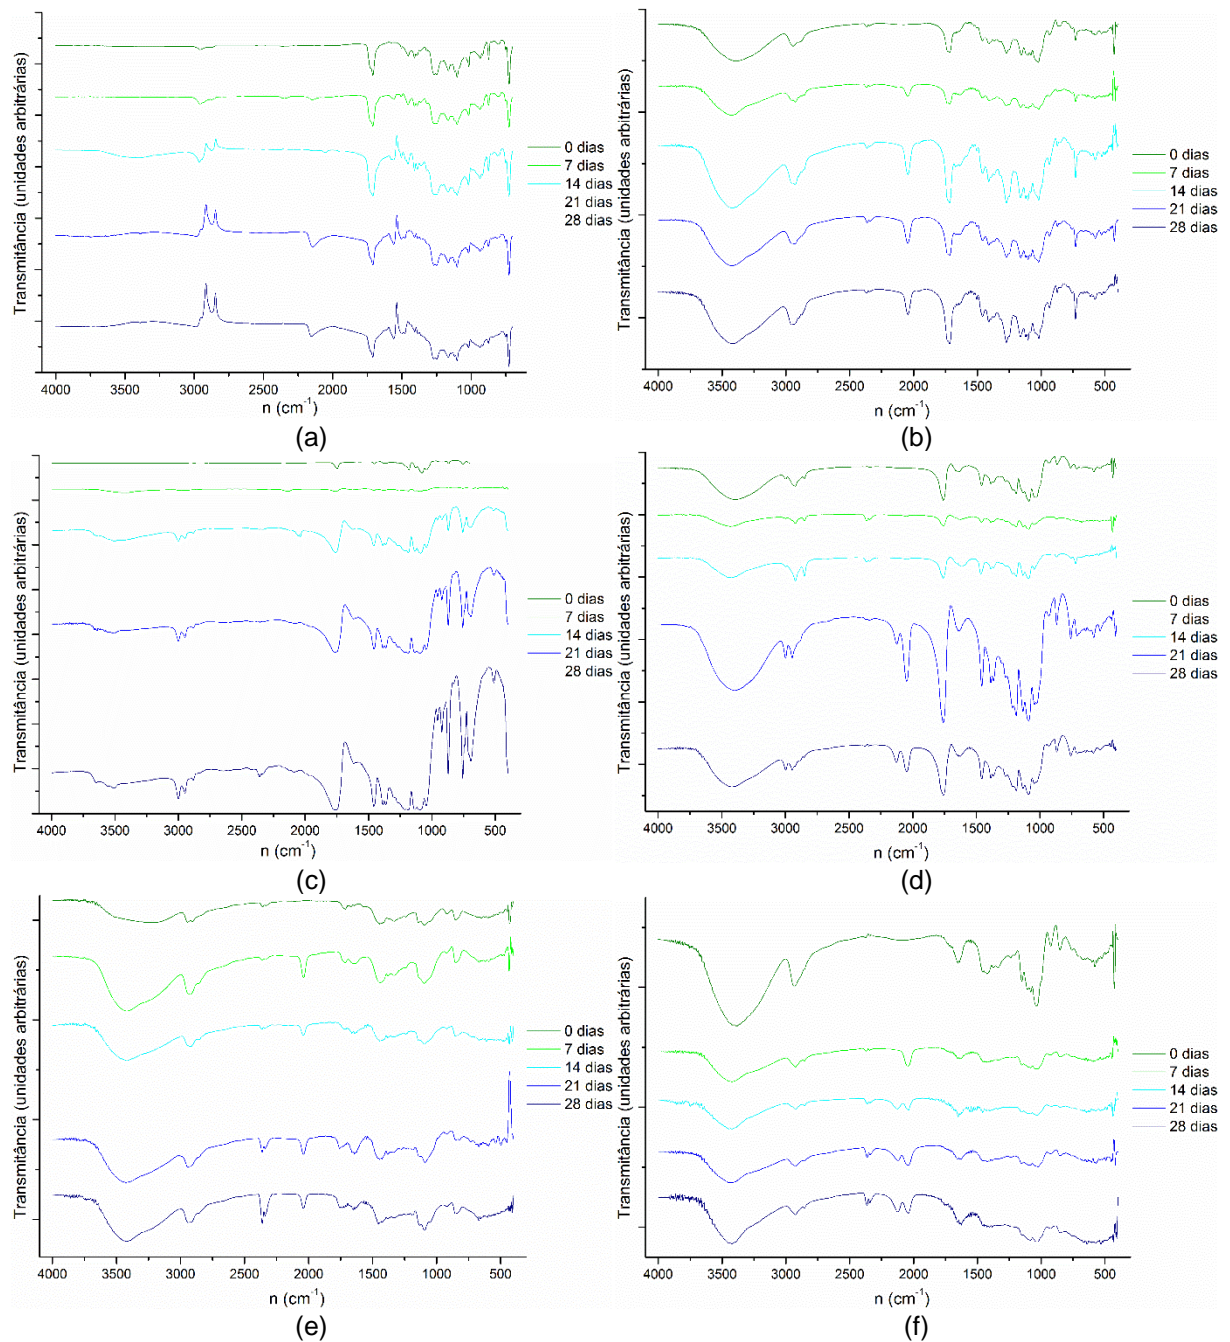 Transmitância (unidades arbitrárias)
0 dias
7 dias
14 dias
21 dias
28 dias
4000 3500 3000 2500 2000 1500 1000
n (cm⁻¹)
(a)
Transmitância (unidades arbitrárias)
0 dias
7 dias
14 dias
21 dias
28 dias
4000 3500 3000 2500 2000 1500 1000 500
n (cm⁻¹)
(b)
Transmitância (unidades arbitrárias)
0 dias
7 dias
14 dias
21 dias
28 dias
4000 3500 3000 2500 2000 1500 1000 500
n (cm⁻¹)
(c)
Transmitância (unidades arbitrárias)
0 dias
7 dias
14 dias
21 dias
28 dias
4000 3500 3000 2500 2000 1500 1000 500
n (cm⁻¹)
(d)
Transmitância (unidades arbitrárias)
0 dias
7 dias
14 dias
21 dias
28 dias
4000 3500 3000 2500 2000 1500 1000 500
n (cm⁻¹)
(e)
Transmitância (unidades arbitrárias)
0 dias
7 dias
14 dias
21 dias
28 dias
4000 3500 3000 2500 2000 1500 1000 500
n (cm⁻¹)
(f)